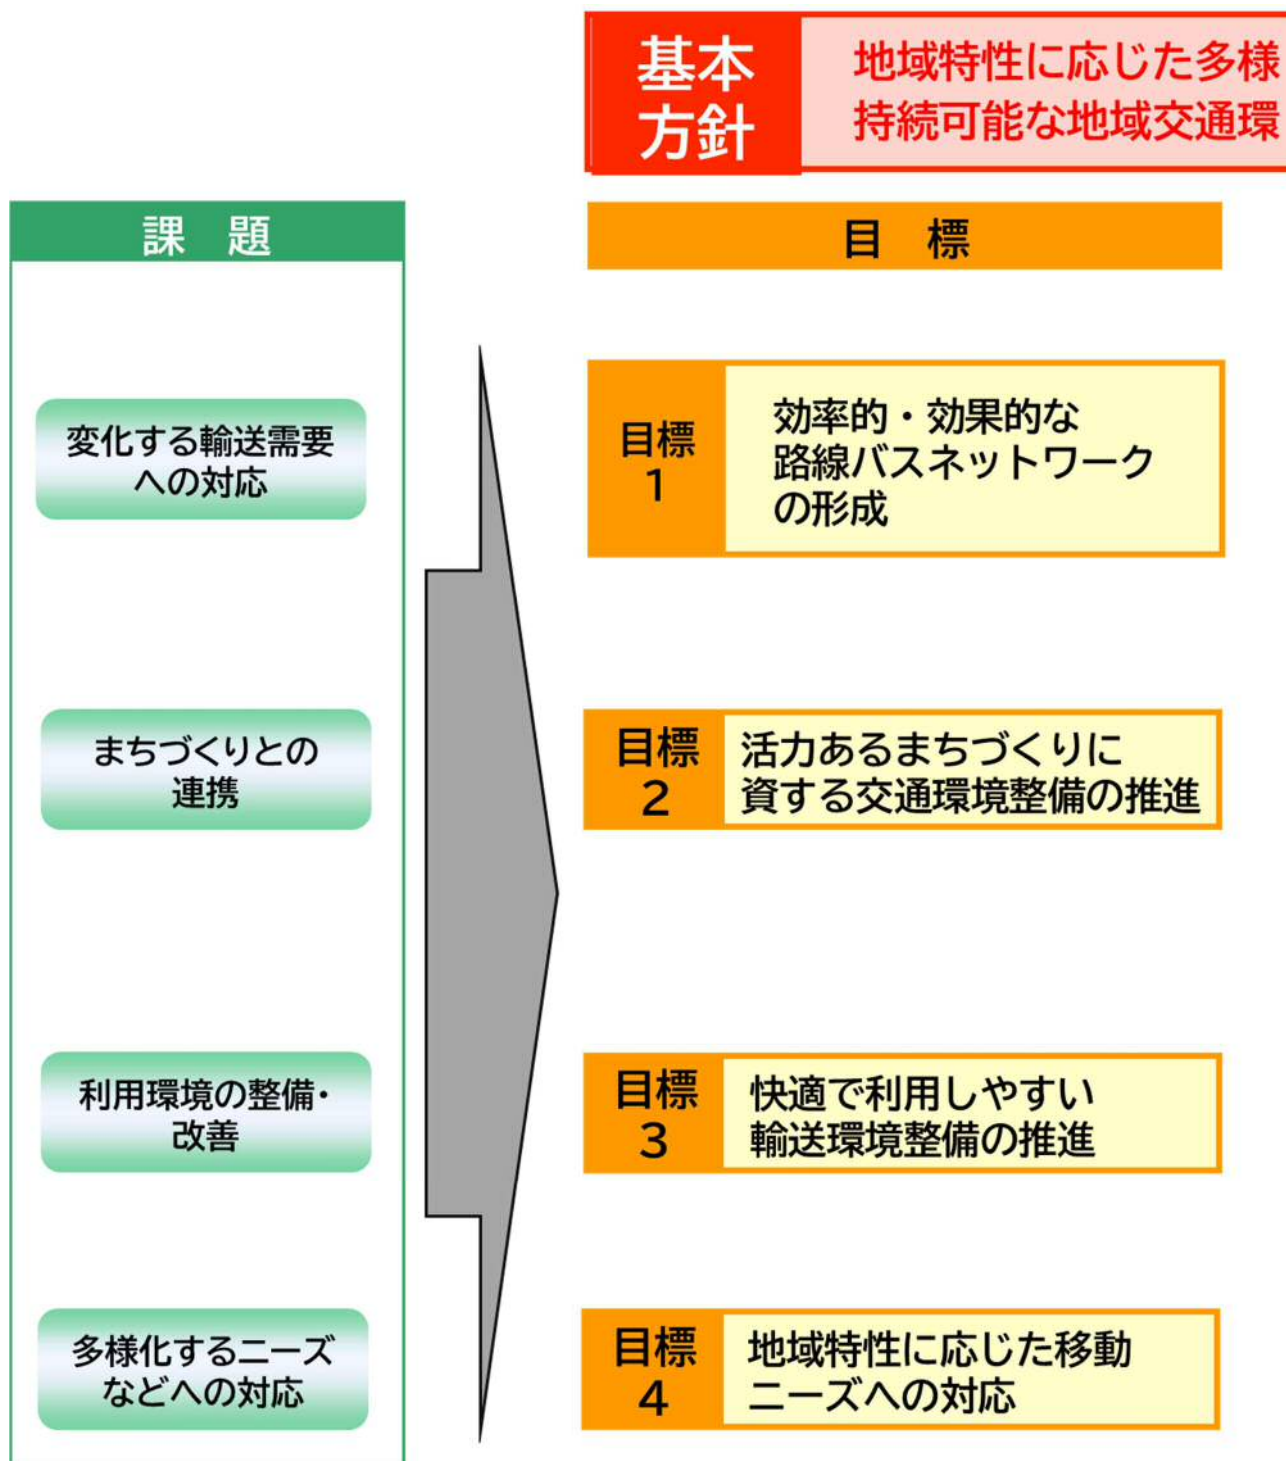 基本
方針
地域特性に応じた多様
持続可能な地域交通環
課 題
目 標
変化する輸送需要
への対応
目標
1
効率的・効果的な
路線バスネットワーク
の形成
まちづくりとの
連携
目標
2
活力あるまちづくりに
資する交通環境整備の推進
利用環境の整備・
改善
目標
3
快適で利用しやすい
輸送環境整備の推進
多様化するニーズ
などへの対応
目標
4
地域特性に応じた移動
ニーズへの対応